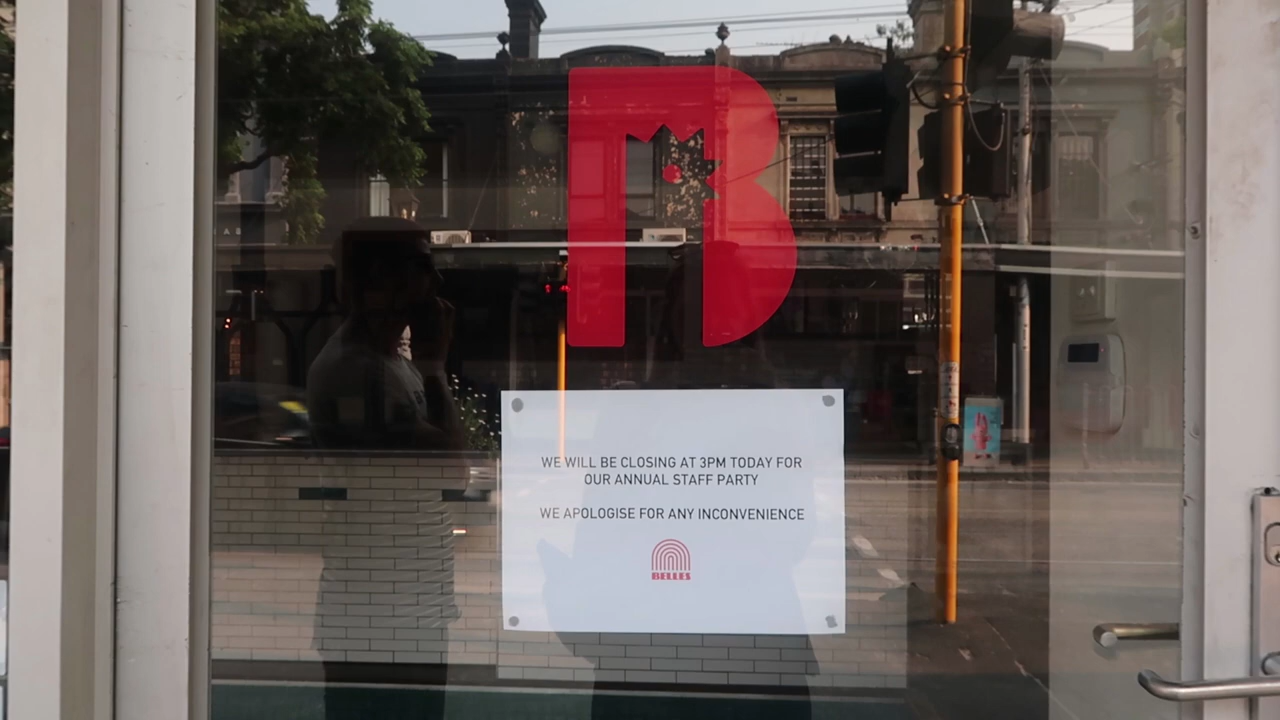 B
WE WILL BE CLOSING AT 3PM TODAY FOR
OUR ANNUAL STAFF PARTY
WE APOLOGISE FOR ANY INCONVENIENCE
BELLES